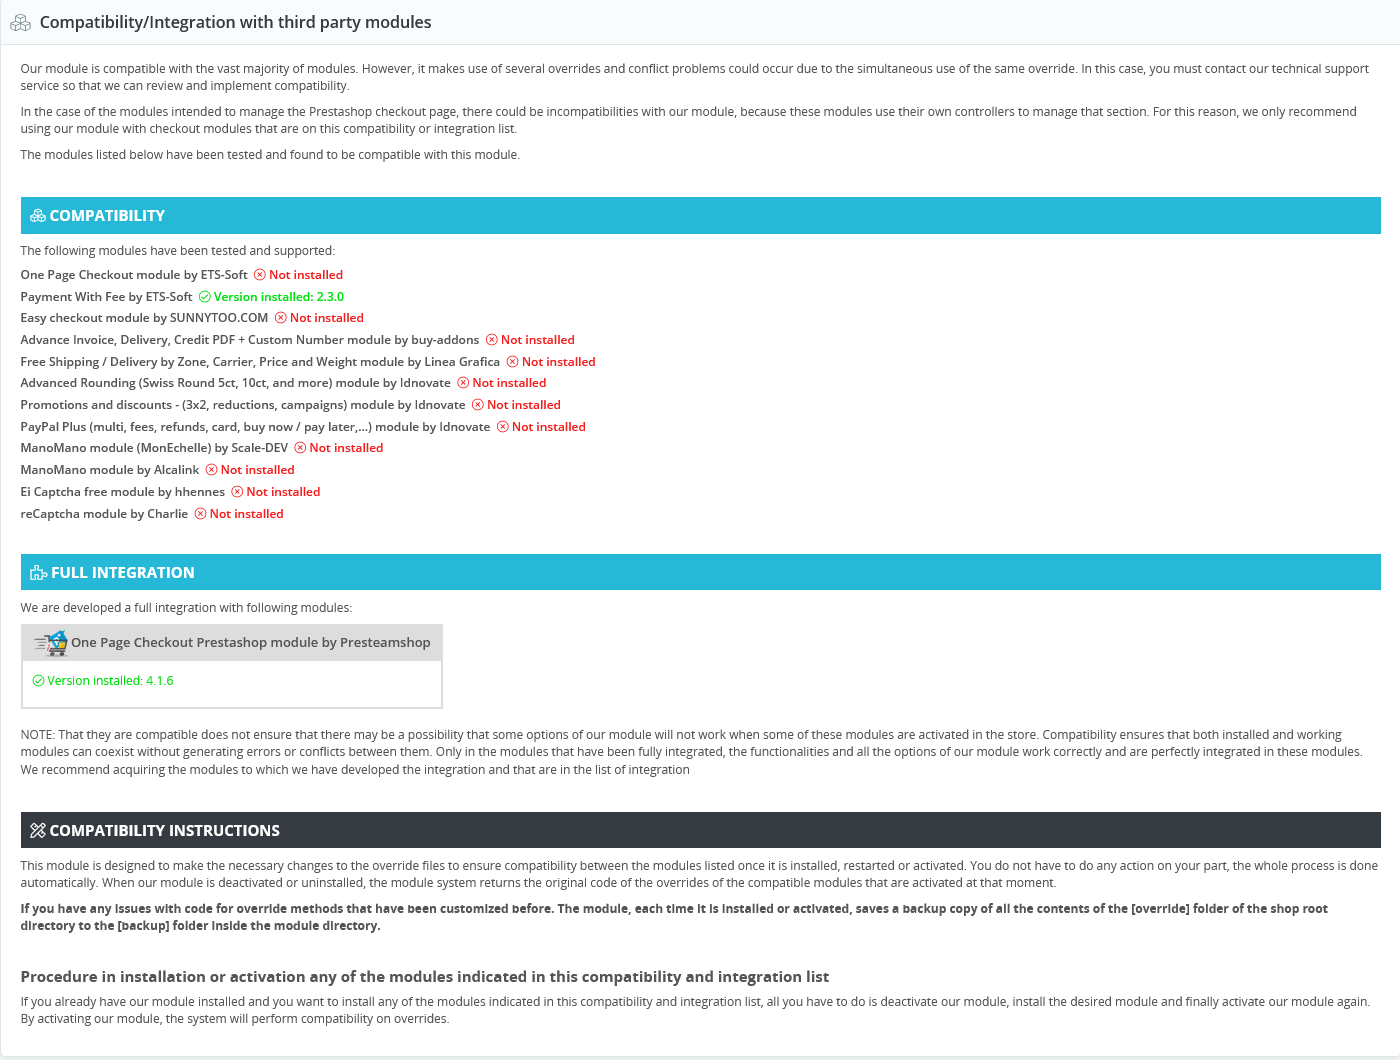 Compatibility/Integration with third party modules
Our module is compatible with the vast majority of modules. However, it makes use of several overrides and conflict problems could occur due to the simultaneous use of the same override. In this case, you must contact our technical support
service so that we can review and implement compatibility.
In the case of the modules intended to manage the Prestashop checkout page, there could be incompatibilities with our module, because these modules use their own controllers to manage that section. For this reason, we only recommend
using our module with checkout modules that are on this compatibility or integration list.
The modules listed below have been tested and found to be compatible with this module.
COMPATIBILITY
The following modules have been tested and supported:
One Page Checkout module by ETS-Soft Not installed
Payment With Fee by ETS-Soft Version installed: 2.3.0
Easy checkout module by SUNNYTOO.COM Not installed
Advance Invoice, Delivery, Credit PDF + Custom Number module by buy-addons Not installed
Free Shipping / Delivery by Zone, Carrier, Price and Weight module by Linea Grafica Not installed
Advanced Rounding (Swiss Round 5ct, 10ct, and more) module by Idnovate Not installed
Promotions and discounts - (3x2, reductions, campaigns) module by Idnovate Not installed
PayPal Plus (multi, fees, refunds, card, buy now / pay later,...) module by Idnovate Not installed
ManoMano module (MonEchelle) by Scale-DEV Not installed
ManoMano module by Alcalink Not installed
Ei Captcha free module by hhennes Not installed
reCaptcha module by Charlie Not installed
FULL INTEGRATION
We are developed a full integration with following modules:
One Page Checkout Prestashop module by Presteamshop
Version installed: 4.1.6
NOTE: That they are compatible does not ensure that there may be a possibility that some options of our module will not work when some of these modules are activated in the store. Compatibility ensures that both installed and working
modules can coexist without generating errors or conflicts between them. Only in the modules that have been fully integrated, the functionalities and all the options of our module work correctly and are perfectly integrated in these modules.
We recommend acquiring the modules to which we have developed the integration and that are in the list of integration
COMPATIBILITY INSTRUCTIONS
This module is designed to make the necessary changes to the override files to ensure compatibility between the modules listed once it is installed, restarted or activated. You do not have to do any action on your part, the whole process is done
automatically. When our module is deactivated or uninstalled, the module system returns the original code of the overrides of the compatible modules that are activated at that moment.
If you have any issues with code for override methods that have been customized before. The module, each time it is installed or activated, saves a backup copy of all the contents of the [override] folder of the shop root
directory to the [backup] folder inside the module directory.
Procedure in installation or activation any of the modules indicated in this compatibility and integration list
If you already have our module installed and you want to install any of the modules indicated in this compatibility and integration list, all you have to do is deactivate our module, install the desired module and finally activate our module again.
By activating our module, the system will perform compatibility on overrides.